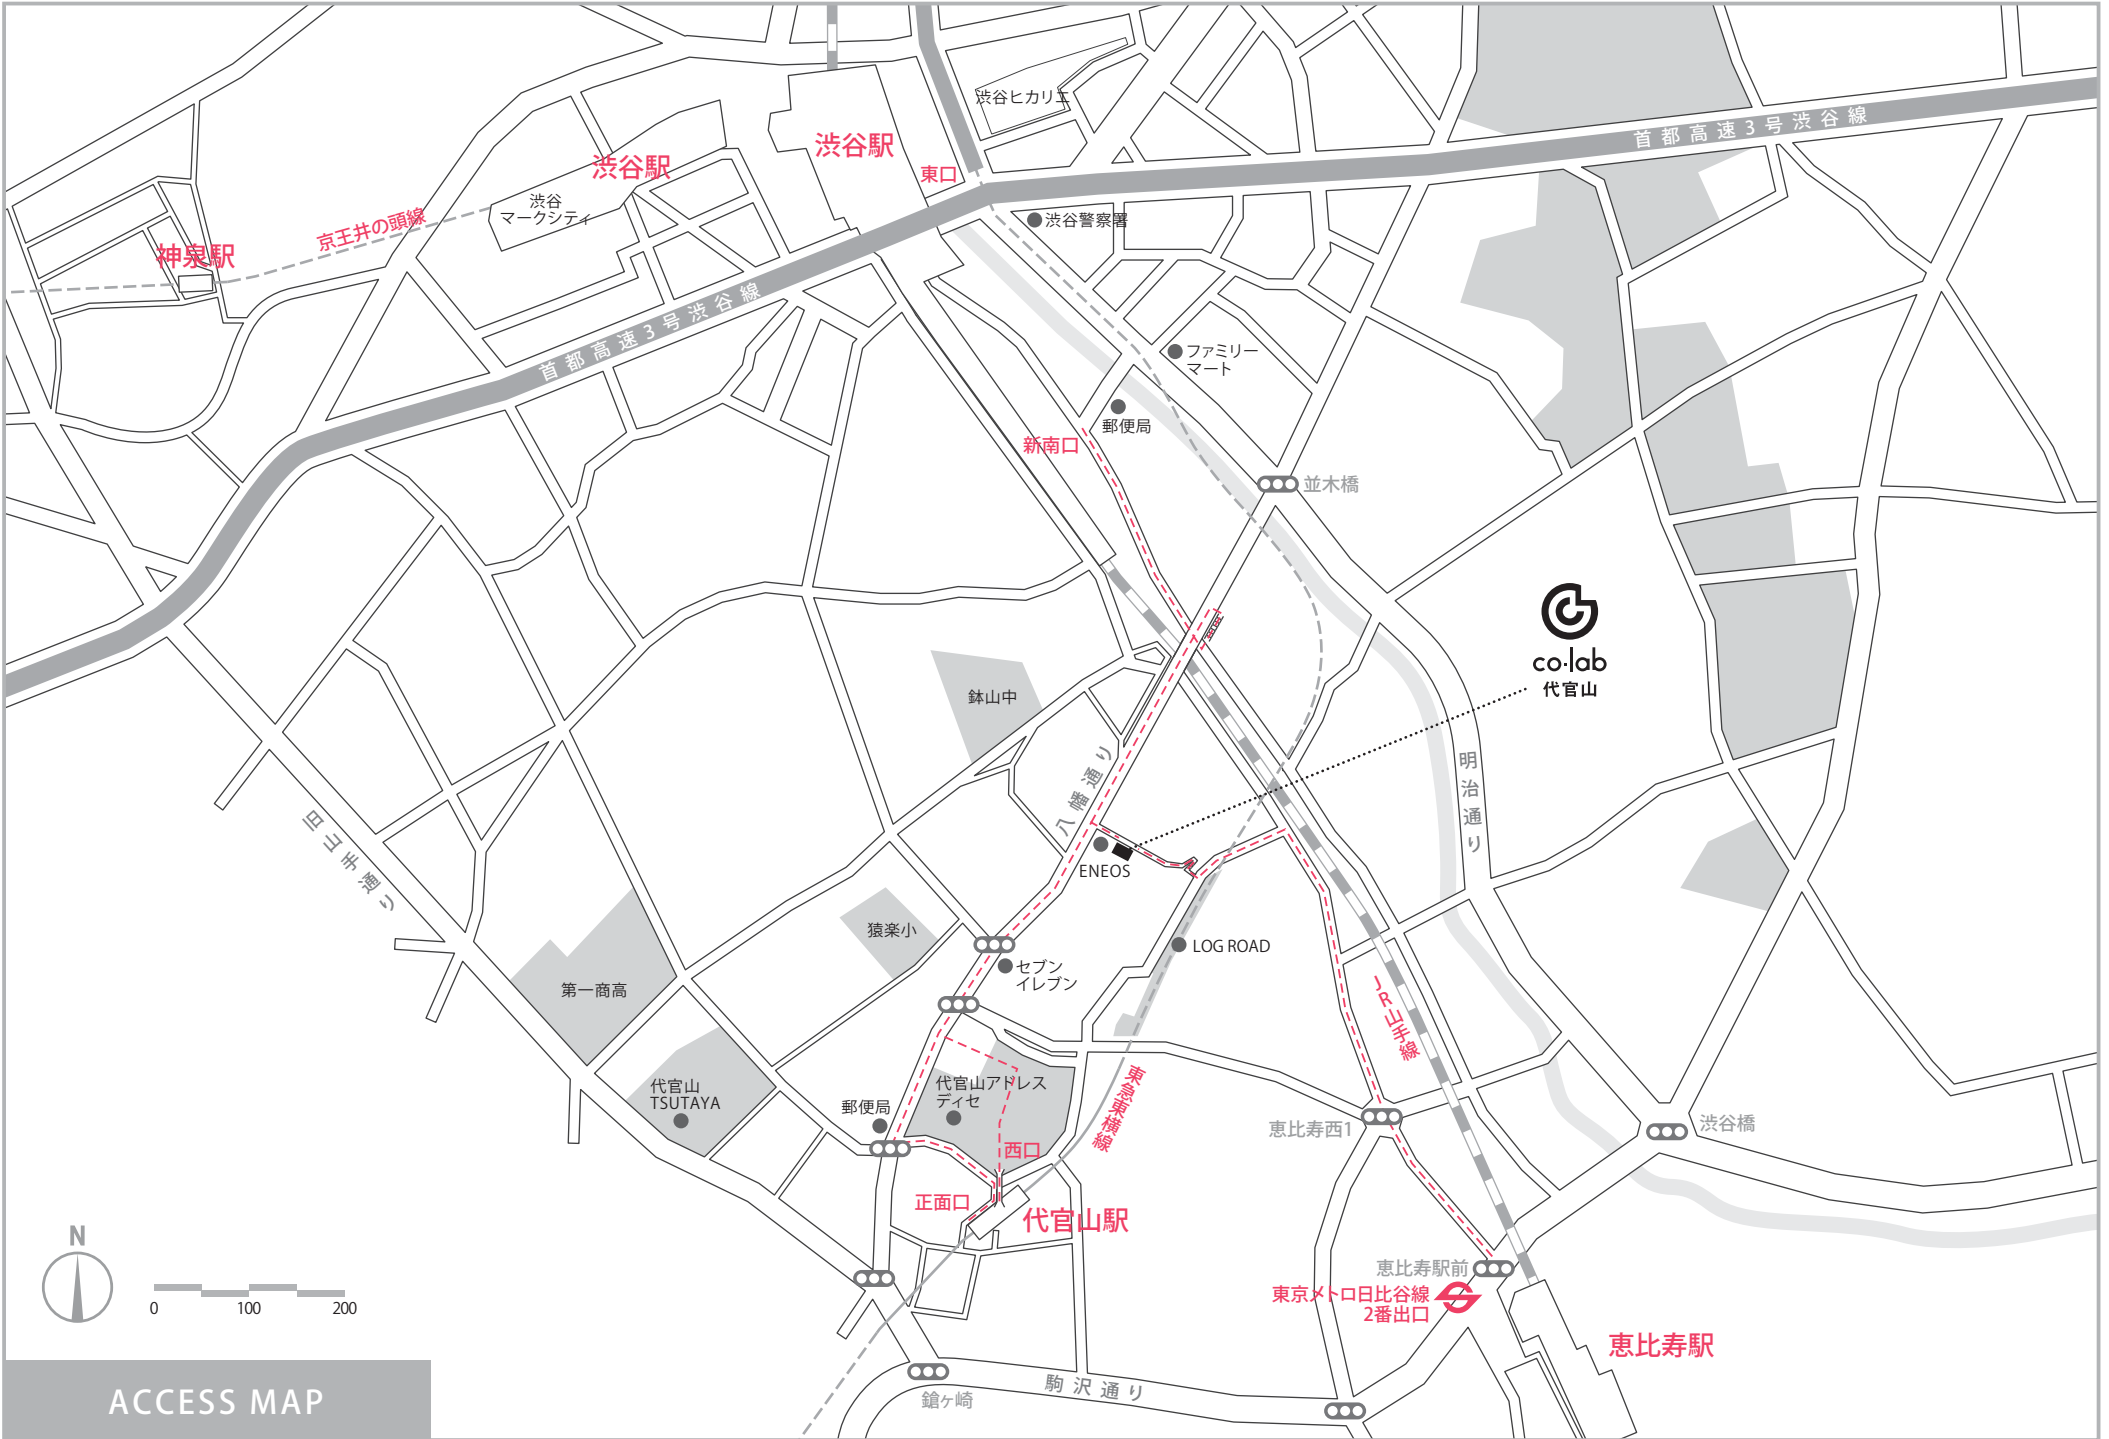 渋谷ヒカリエ
首都高速3号渋谷線
渋谷駅
渋谷駅
東口
渋谷
マークシティ
渋谷警察署
京王井の頭線
神泉駅
首都高速3号渋谷線
ファミリー
マート
郵便局
新南口
並木橋
co·lab
代官山
鉢山中
八幡通り
明治通り
旧山手通り
ENEOS
猿楽小
LOG ROAD
セブン
イレブン
第一商高
JR山手線
代官山
TSUTAYA
代官山アドレス
ディセ
郵便局
東急東横線
恵比寿西1
渋谷橋
西口
正面口
代官山駅
N
0 100 200
恵比寿駅前
東京メトロ日比谷線
2番出口
恵比寿駅
駒沢通り
鎗ヶ崎
ACCESS MAP